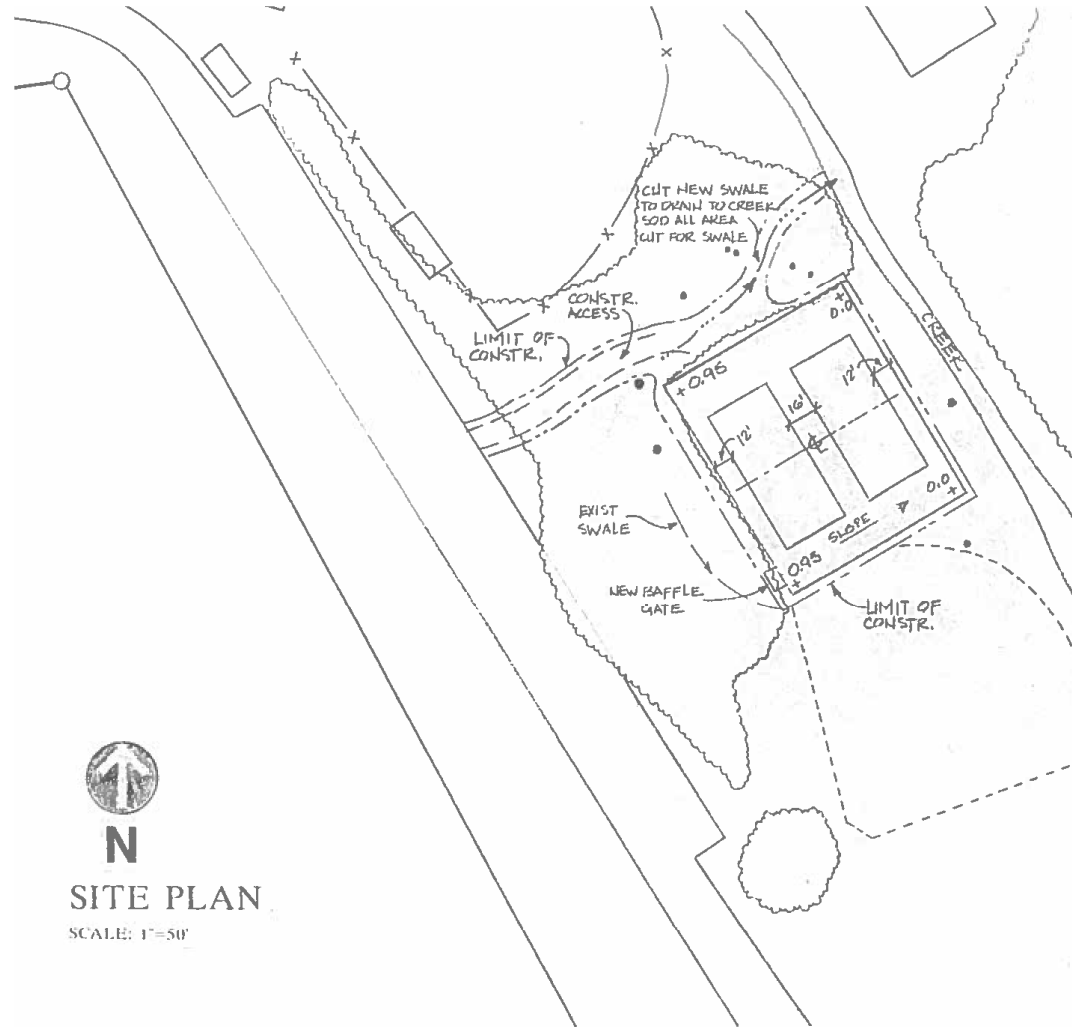 CUT NEW SWALE
TO DRAIN TO CREEK
SOD ALL AREA
CUT FOR SWALE
CONSTR.
ACCESS
LIMIT OF
CONSTR.
+0.95
0.0
CREEK
12'
16'
12'
EXIST
SWALE
0.0
SLOPE
0.95
NEW BAFFLE
GATE
LIMIT OF
CONSTR.
N
SITE PLAN
SCALE: 1"=50'